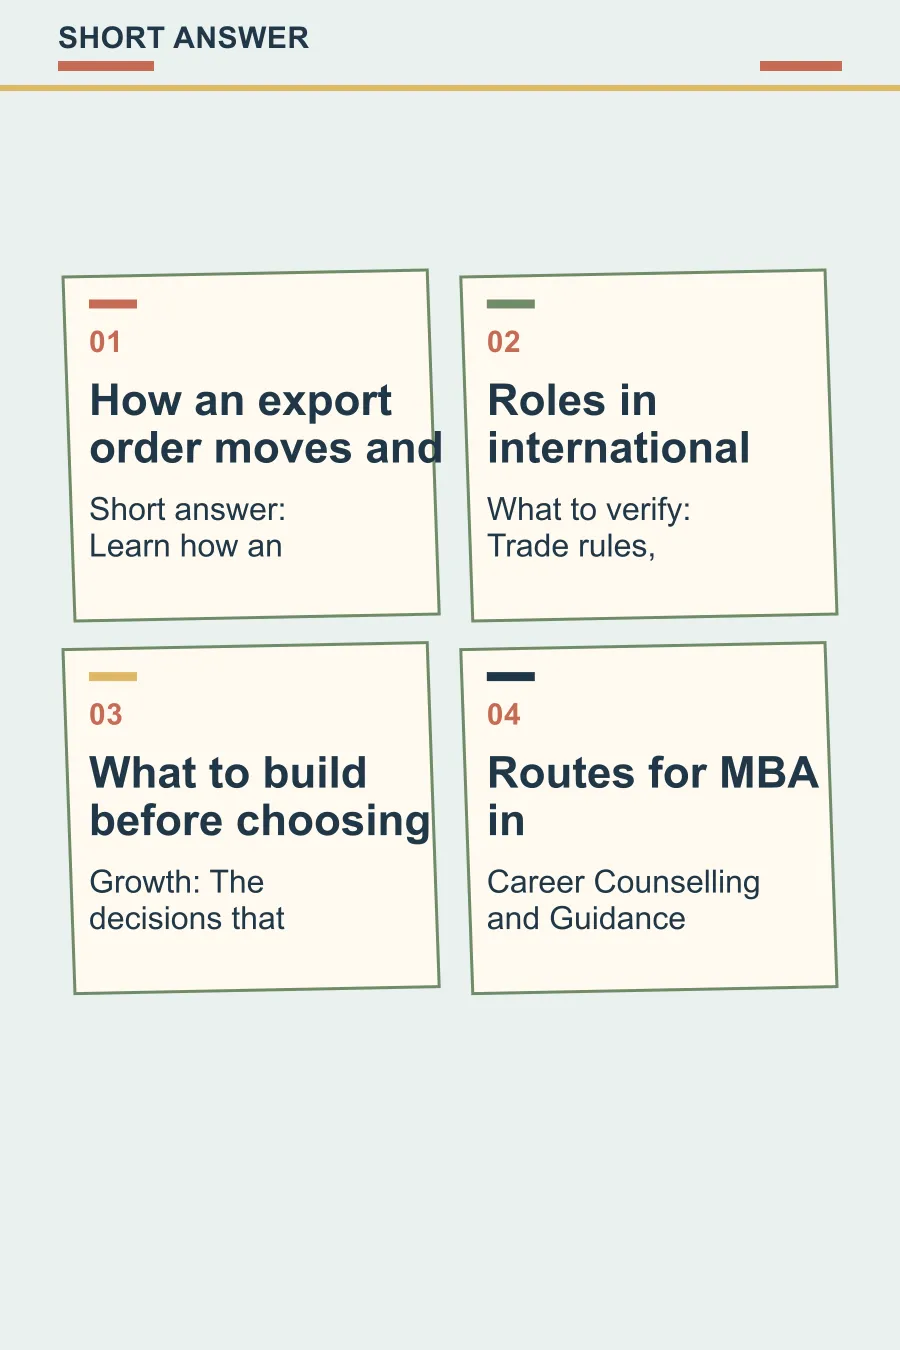 SHORT ANSWER
01
How an export
order moves and
Short answer:
Learn how an
02
Roles in
international
What to verify:
Trade rules,
03
What to build
before choosing
Growth: The
decisions that
04
Routes for MBA
in
Career Counselling
and Guidance